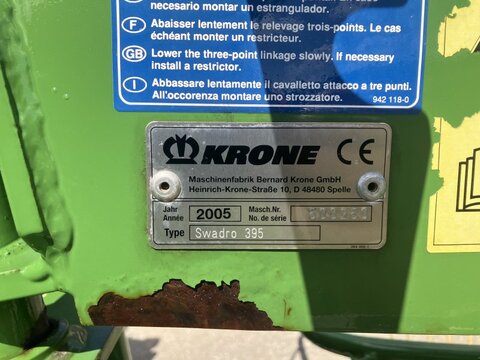 necesario montar un estrangulador.
F
Abaisser lentement le relevage trois-points. Le cas
échéant monter un restricteur.
GB
Lower the three-point linkage slowly. If necessary
install a restrictor.
I
Abbassare lentamente il cavalletto attacco a tre punti.
All'occorenza montare uno strozzatore.
942 118-0
KRONE CE
Maschinenfabrik Bernard Krone GmbH
Heinrich-Krone-Straße 10, D 48480 Spelle
Jahr
Année
2005
Masch.Nr.
No. de série
Type
Swadro 395